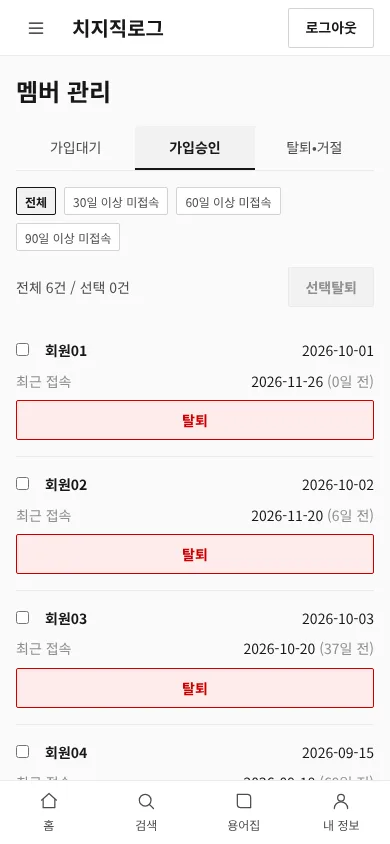 치지직로그
로그아웃
멤버 관리
가입대기 가입승인 탈퇴•거절
전체 30일 이상 미접속 60일 이상 미접속
90일 이상 미접속
전체 6건 / 선택 0건 선택탈퇴
회원01 2026-10-01
최근 접속 2026-11-26 (0일 전)
탈퇴
회원02 2026-10-02
최근 접속 2026-11-20 (6일 전)
탈퇴
회원03 2026-10-03
최근 접속 2026-10-20 (37일 전)
탈퇴
회원04 2026-09-15
홈 검색 용어집 내 정보